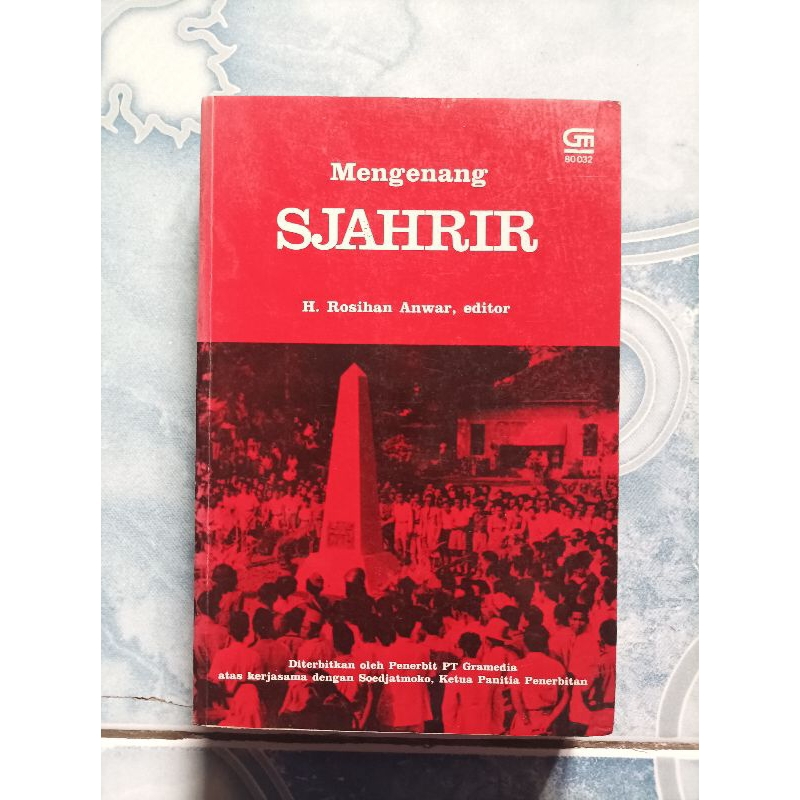 Gm
80 032
Mengenang
SJAHRIR
H. Rosihan Anwar, editor
Diterbitkan oleh Penerbit PT Gramedia
atas kerjasama dengan Soedjatmoko, Ketua Panitia Penerbitan